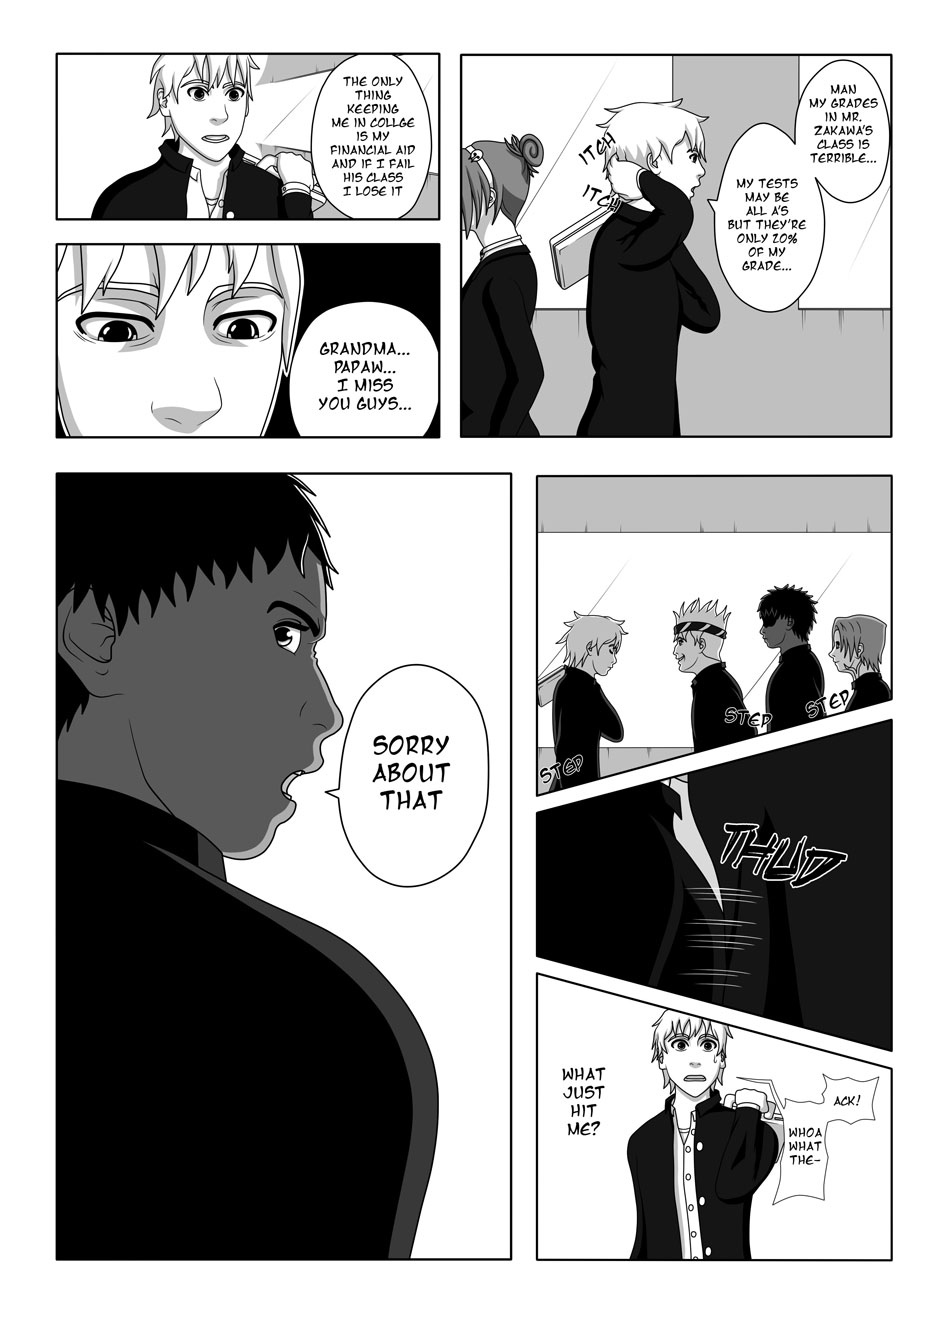 MAN
MY GRADES
IN MR.
ZAKAWA'S
CLASS IS
TERRIBLE...
MY TESTS
MAY BE
ALL A'S
BUT THEY'RE
ONLY 20%
OF MY
GRADE...
ITCH
ITCH
THE ONLY
THING
KEEPING
ME IN COLLGE
IS MY
FINANCIAL AID
AND IF I FAIL
HIS CLASS
I LOSE IT
GRANDMA...
PAPAW...
I MISS
YOU GUYS...
STEP
STEP
STEP
THUD
ACK!
WHOA
WHAT
THE-
WHAT
JUST
HIT
ME?
SORRY
ABOUT
THAT